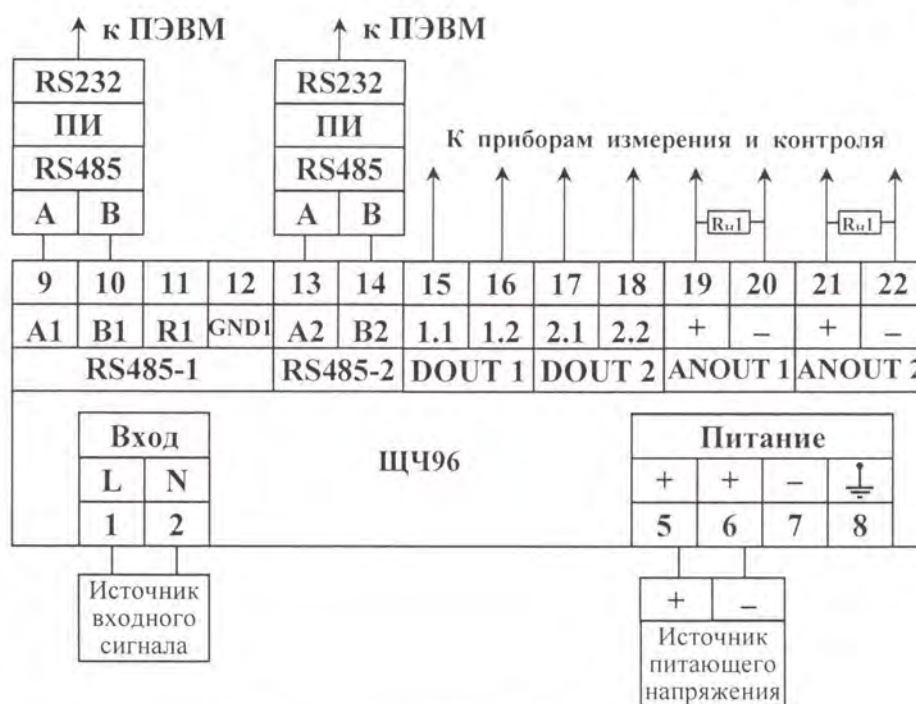 к ПЭВМ к ПЭВМ
RS232 RS232
ПИ ПИ
RS485 RS485
К приборам измерения и контроля
A B A B
Rн1 Rн1
9 10 11 12 13 14 15 16 17 18 19 20 21 22
A1 B1 R1 GND1 A2 B2 1.1 1.2 2.1 2.2 + – + –
RS485-1 RS485-2 DOUT 1 DOUT 2 ANOUT 1 ANOUT 2
Вход ЩЧ96 Питание
L N + + –
1 2 5 6 7 8
Источник
входного
сигнала
+ –
Источник
питающего
напряжения